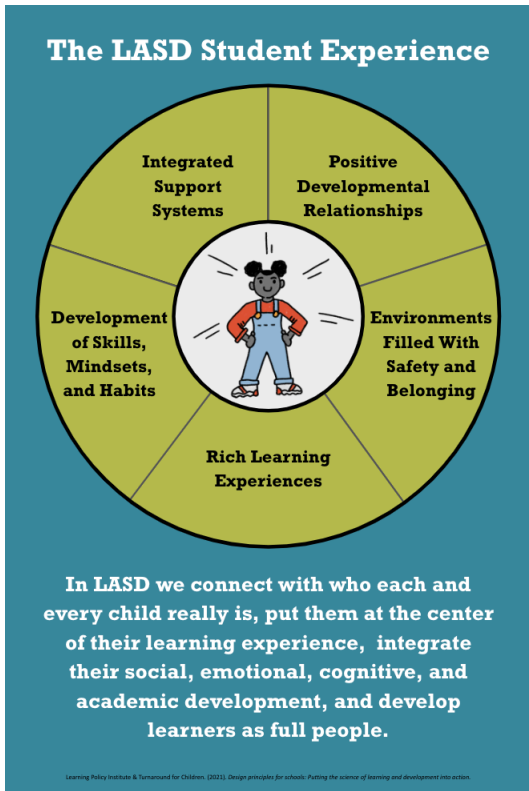 The LASD Student Experience
Integrated
Support
Systems
Positive
Developmental
Relationships
Development
of Skills,
Mindsets,
and Habits
Environments
Filled With
Safety and
Belonging
Rich Learning
Experiences
In LASD we connect with who each and
every child really is, put them at the center
of their learning experience, integrate
their social, emotional, cognitive, and
academic development, and develop
learners as full people.
Learning Policy Institute & Turnaround for Children. (2021). Design principles for schools: Putting the science of learning and development into action.